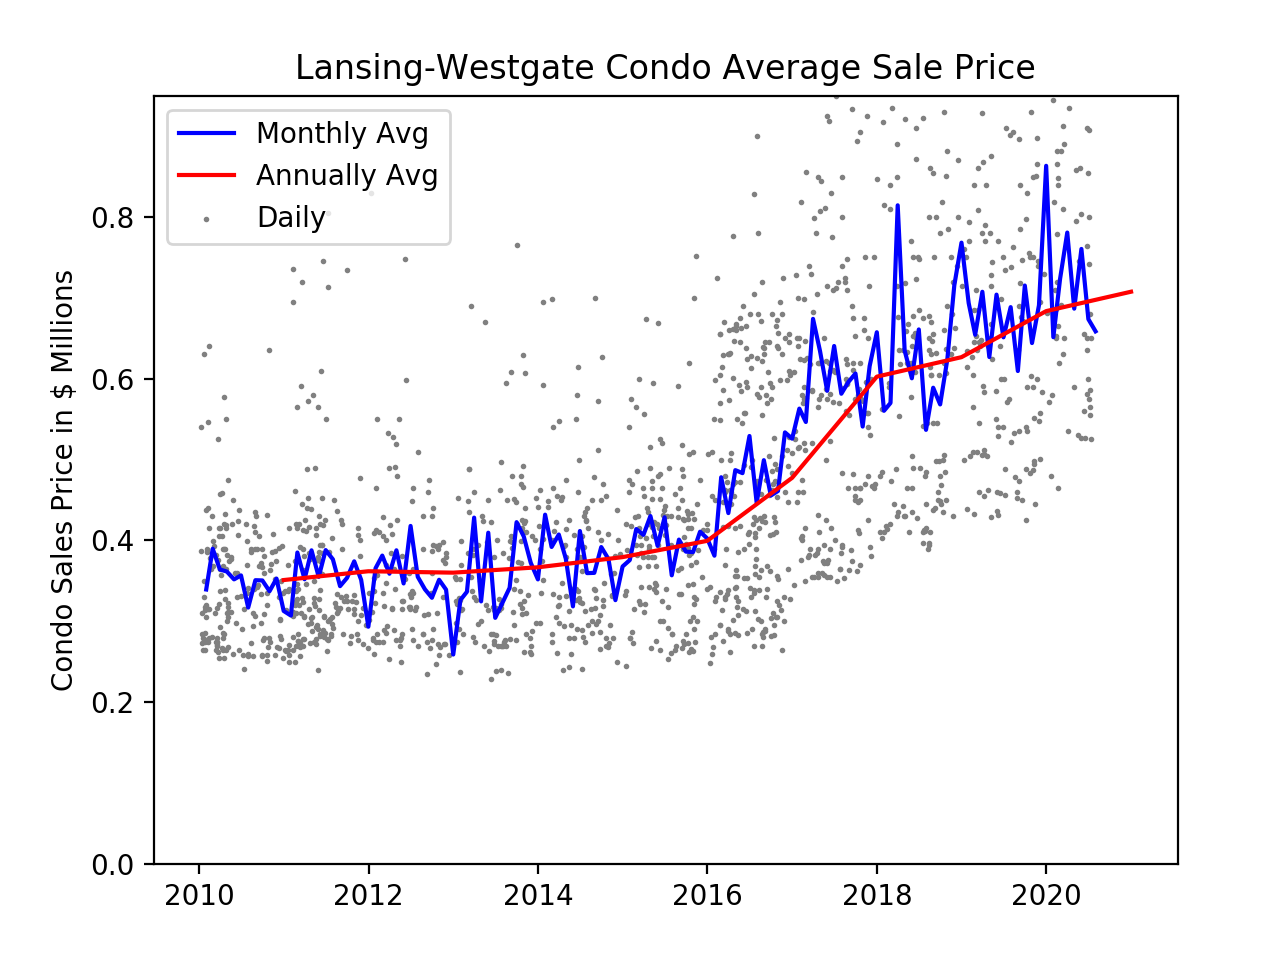 Lansing-Westgate Condo Average Sale Price
Monthly Avg
Annually Avg
Daily
Condo Sales Price in $ Millions
0.8
0.6
0.4
0.2
0.0
2010 2012 2014 2016 2018 2020